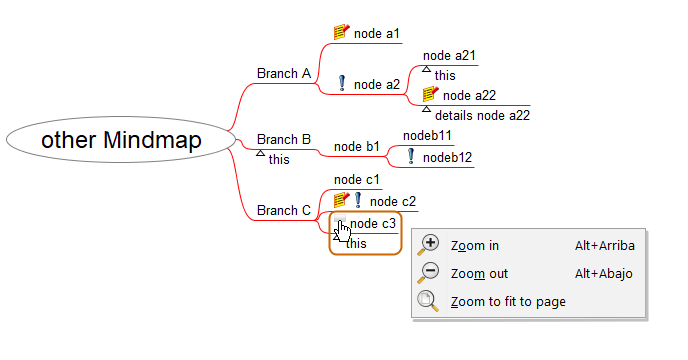 other Mindmap
Branch A
node a1
node a2
node a21
this
node a22
details node a22
Branch B
this
node b1
nodeb11
nodeb12
Branch C
node c1
node c2
node c3
this
Zoom in Alt+Arriba
Zoom out Alt+Abajo
Zoom to fit to page